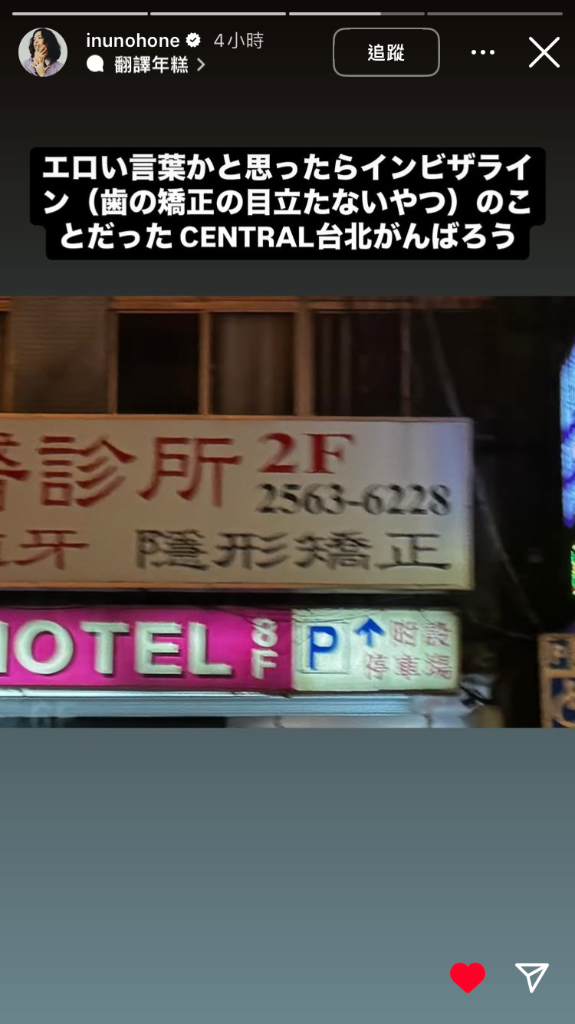 inunohone 4小時
翻譯年糕 >
追蹤
エロい言葉かと思ったらインビザライ
ン（歯の矯正の目立たないやつ）のこ
とだった CENTRAL台北がんばろう
診所 2F
2563-6228
牙 隱形矯正
HOTEL 8F
P 附設
停車場